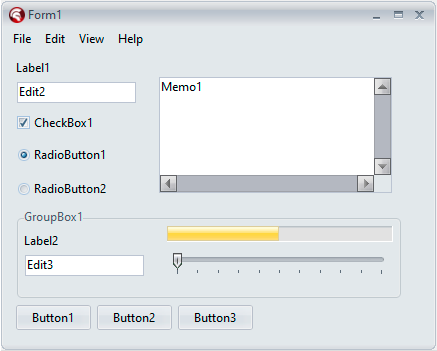 Form1
File Edit View Help
Label1
Edit2
Memo1
CheckBox1
RadioButton1
RadioButton2
GroupBox1
Label2
Edit3
Button1 Button2 Button3